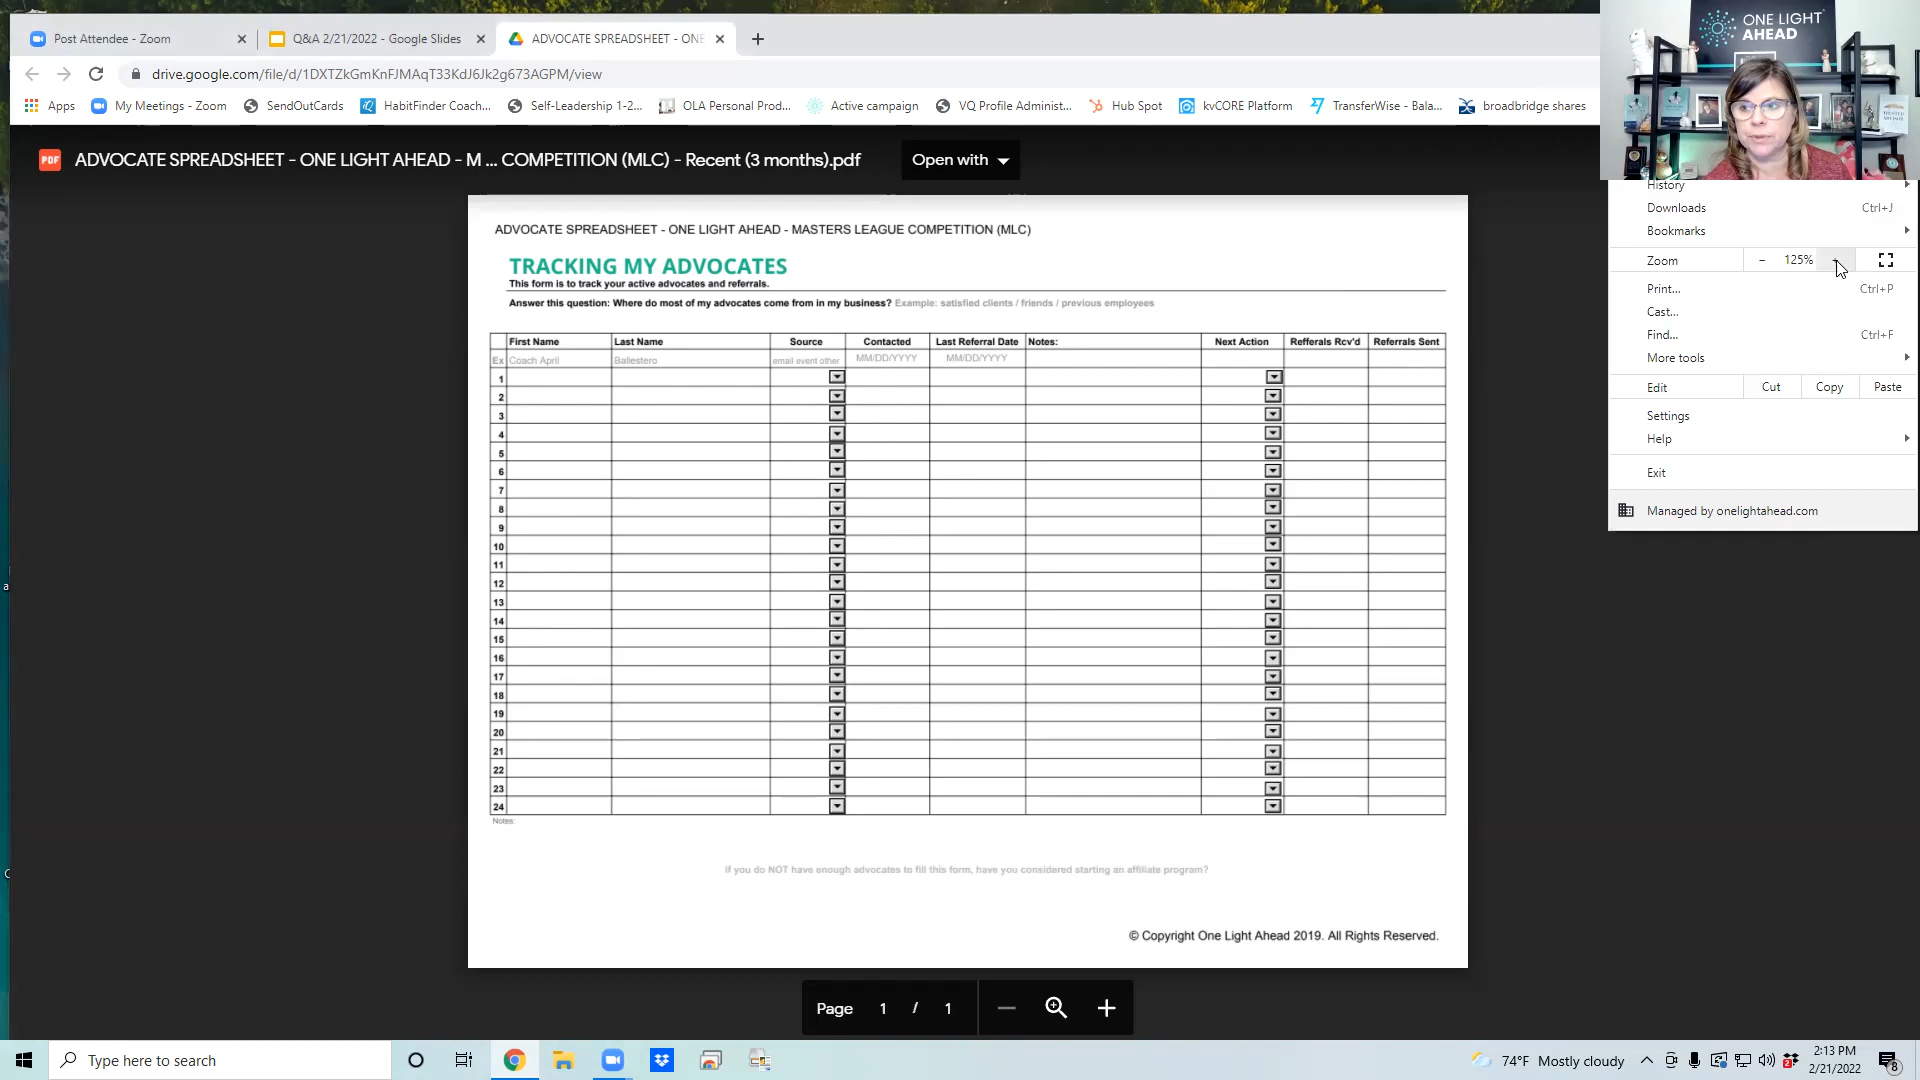 Post Attendee - Zoom
Q&A 2/21/2022 - Google Slides
ADVOCATE SPREADSHEET - ONE
drive.google.com/file/d/1DXTZkGmKnFJMAqT33KdJ6Jk2g673AGPM/view
Apps My Meetings - Zoom SendOutCards HabitFinder Coach... Self-Leadership 1-2... OLA Personal Prod... Active campaign VQ Profile Administ... Hub Spot kvCORE Platform TransferWise - Bala... broadbridge shares
ONE LIGHT
AHEAD
PDF ADVOCATE SPREADSHEET - ONE LIGHT AHEAD - M ... COMPETITION (MLC) - Recent (3 months).pdf
Open with
History
Downloads Ctrl+J
Bookmarks
Zoom - 125% +
Print... Ctrl+P
Cast...
Find... Ctrl+F
More tools
Edit Cut Copy Paste
Settings
Help
Exit
Managed by onelightahead.com
ADVOCATE SPREADSHEET - ONE LIGHT AHEAD - MASTERS LEAGUE COMPETITION (MLC)
TRACKING MY ADVOCATES
This form is to track your active advocates and referrals.
Answer this question: Where do most of my advocates come from in my business? Example: satisfied clients / friends / previous employees
First Name Last Name Source Contacted Last Referral Date Notes: Next Action Refferals Rcv'd Referrals Sent
Ex Coach April Ballestero email event other MM/DD/YYYY MM/DD/YYYY
1
2
3
4
5
6
7
8
9
10
11
12
13
14
15
16
17
18
19
20
21
22
23
24
Notes:
If you do NOT have enough advocates to fill this form, have you considered starting an affiliate program?
© Copyright One Light Ahead 2019. All Rights Reserved.
Page 1 / 1
Type here to search
74°F Mostly cloudy
2:13 PM
2/21/2022
2
8